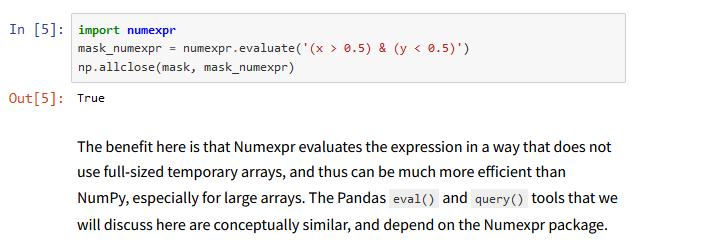 In [5]: import numexpr
mask_numexpr = numexpr.evaluate('(x > 0.5) & (y < 0.5)')
np.allclose(mask, mask_numexpr)
Out[5]: True
The benefit here is that Numexpr evaluates the expression in a way that does not
use full-sized temporary arrays, and thus can be much more efficient than
NumPy, especially for large arrays. The Pandas eval() and query() tools that we
will discuss here are conceptually similar, and depend on the Numexpr package.